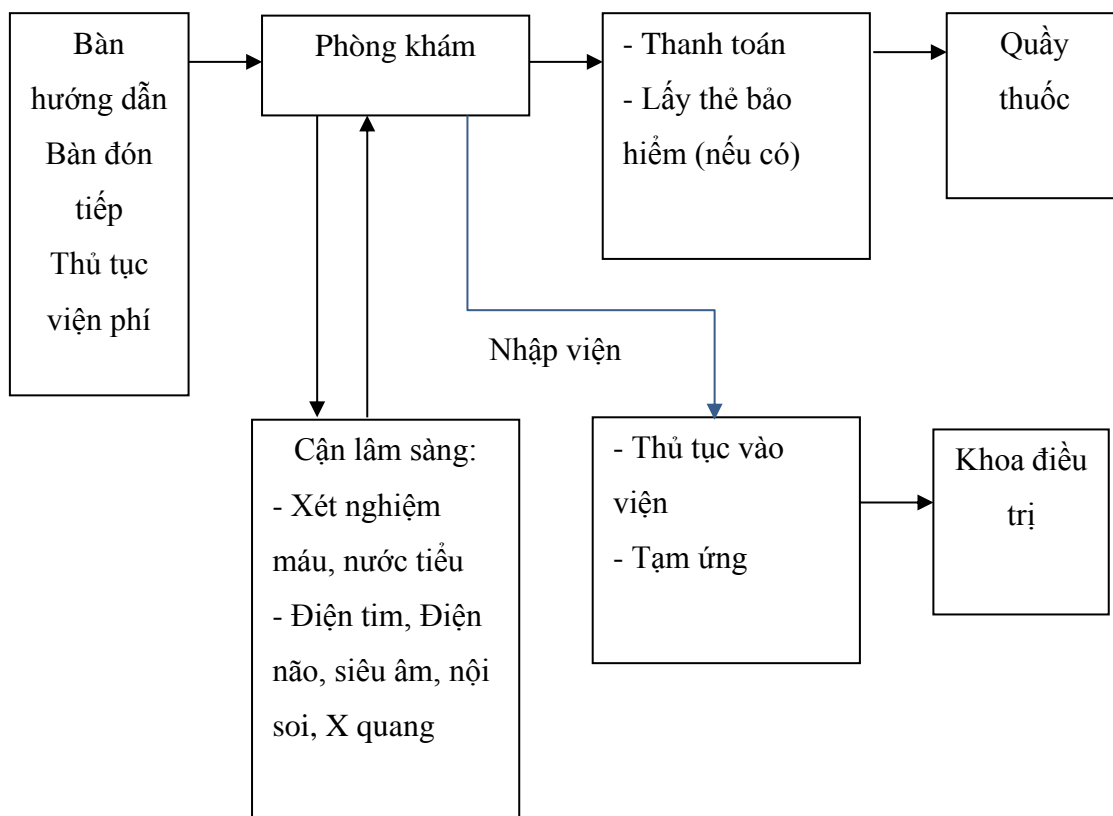 Bàn
hướng dẫn
Bàn đón
tiếp
Thủ tục
viện phí
Phòng khám
- Thanh toán
- Lấy thẻ bảo
hiểm (nếu có)
Quầy
thuốc
Nhập viện
Cận lâm sàng:
- Xét nghiệm
máu, nước tiểu
- Điện tim, Điện
não, siêu âm, nội
soi, X quang
- Thủ tục vào
viện
- Tạm ứng
Khoa điều
trị